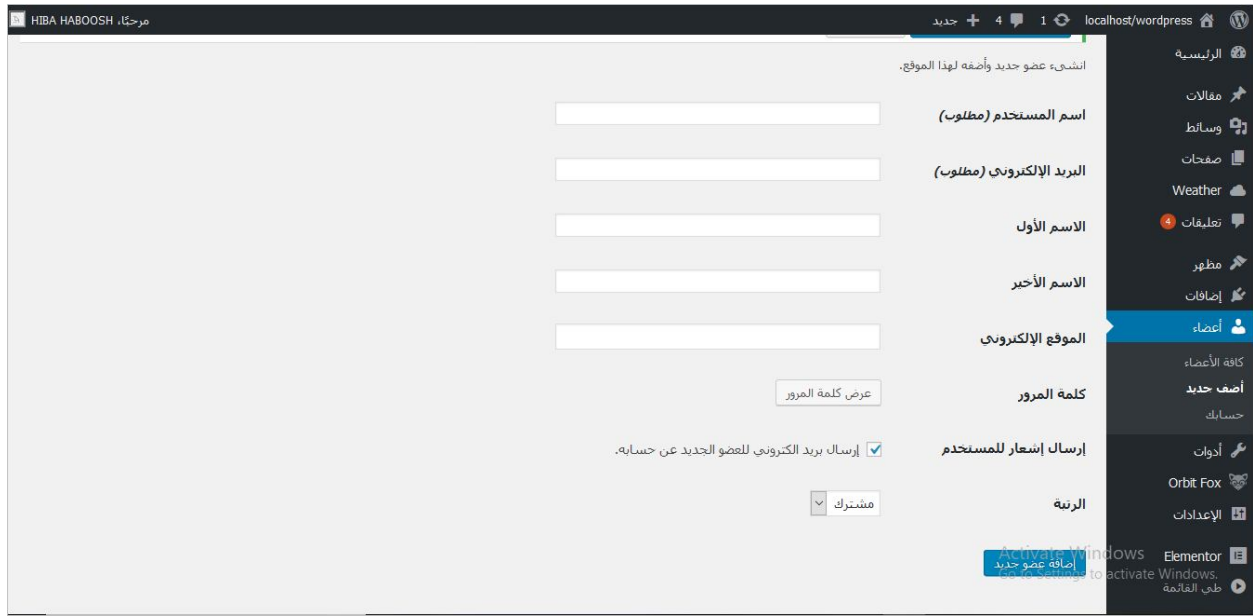 localhost/wordpress 1 4 جديد
مرحبًا، HIBA HABOOSH
الرئيسية
مقالات
وسائط
صفحات
Weather
تعليقات 4
مظهر
إضافات
أعضاء
كافة الأعضاء
أضف جديد
حسابك
أدوات
Orbit Fox
الإعدادات
Elementor
طي القائمة
انشىء عضو جديد وأضفه لهذا الموقع.
اسم المستخدم (مطلوب)
البريد الإلكتروني (مطلوب)
الاسم الأول
الاسم الأخير
الموقع الإلكتروني
كلمة المرور
عرض كلمة المرور
إرسال إشعار للمستخدم
إرسال بريد الكتروني للعضو الجديد عن حسابه.
الرتبة
مشترك
إضافة عضو جديد
Activate Windows
Go to Settings to activate Windows.